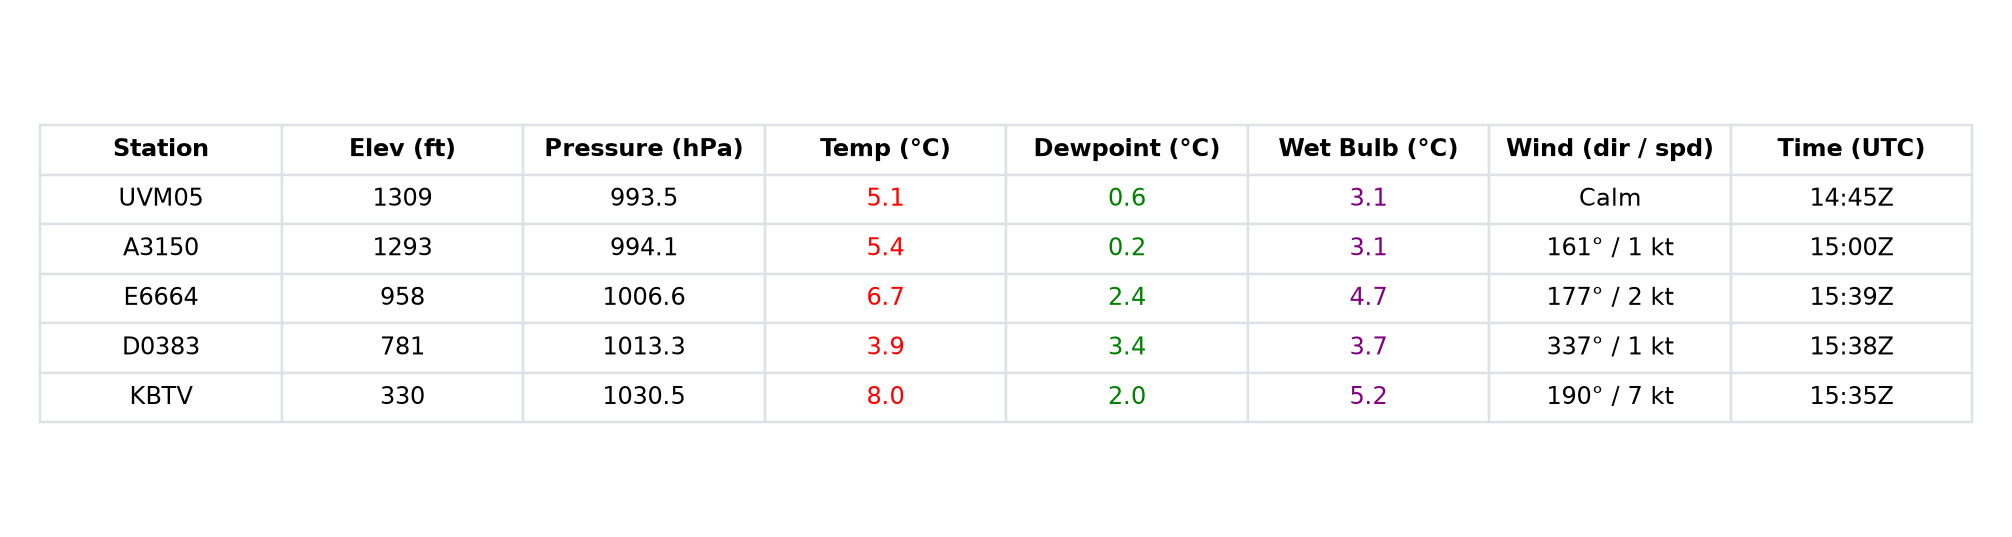 Station Elev (ft) Pressure (hPa) Temp (°C) Dewpoint (°C) Wet Bulb (°C) Wind (dir / spd) Time (UTC)
UVM05 1309 993.5 5.1 0.6 3.1 Calm 14:45Z
A3150 1293 994.1 5.4 0.2 3.1 161° / 1 kt 15:00Z
E6664 958 1006.6 6.7 2.4 4.7 177° / 2 kt 15:39Z
D0383 781 1013.3 3.9 3.4 3.7 337° / 1 kt 15:38Z
KBTV 330 1030.5 8.0 2.0 5.2 190° / 7 kt 15:35Z